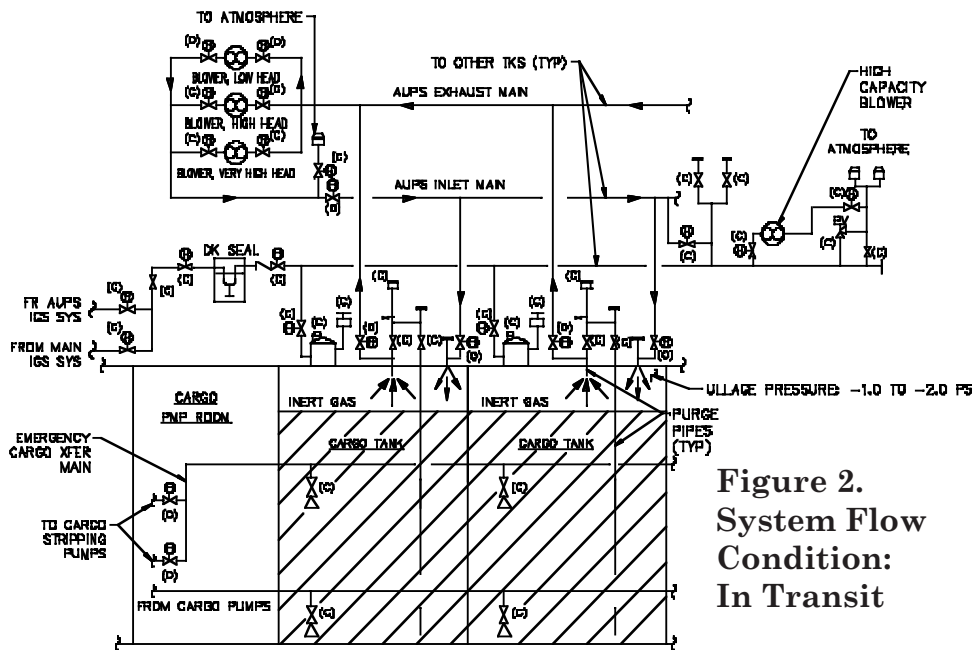 TO ATMOSPHERE
(O) (O)
BLOWER, LOW HEAD
(C) (C)
BLOWER, HIGH HEAD
(C) (C)
BLOWER, VERY HIGH HEAD
TO OTHER TKS (TYP)
AUPS EXHAUST MAIN
AUPS INLET MAIN
HIGH
CAPACITY
BLOWER
TO
ATMOSPHERE
PV
DK SEAL
FR AUPS
IGS SYS
FROM MAIN
IGS SYS
CARGO
PMP ROOM
INERT GAS
INERT GAS
CARGO TANK
CARGO TANK
ULLAGE PRESSURE: -1.0 TO -2.0 PS
PURGE
PIPES
(TYP)
EMERGENCY
CARGO XFER
MAIN
TO CARGO
STRIPPING
PUMPS
FROM CARGO PUMPS
Figure 2.
System Flow
Condition:
In Transit